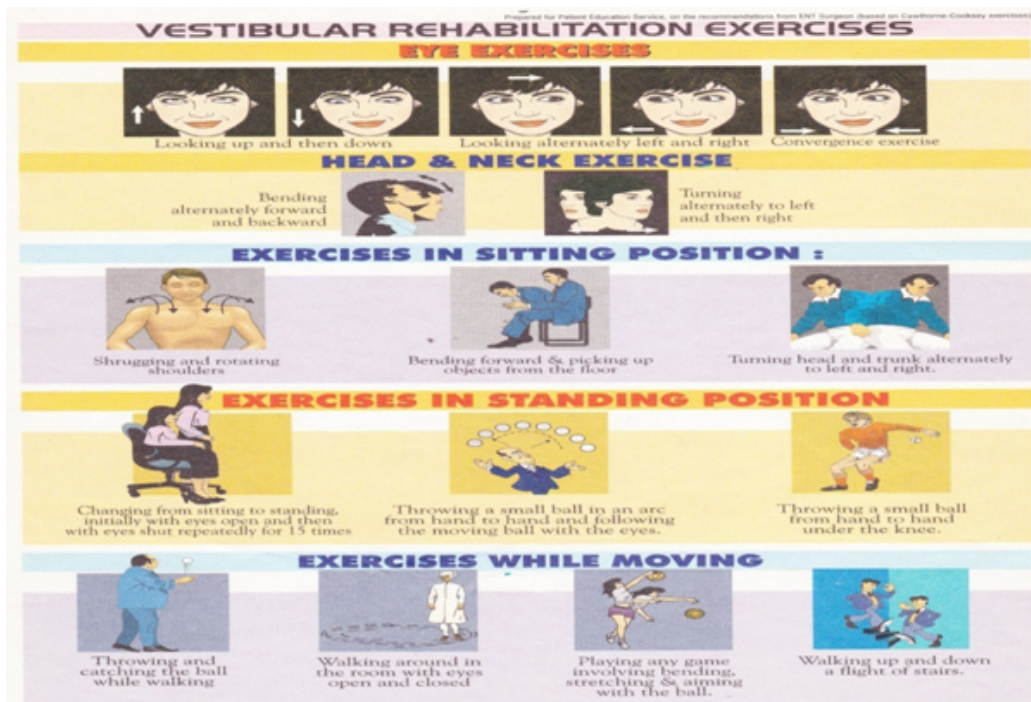 Prepared for Patient Education Service, on the recommendations from ENT Surgeon (based on Cawthorne-Cooksey exercises)
VESTIBULAR REHABILITATION EXERCISES
EYE EXERCISES
Looking up and then down
Looking alternately left and right
Convergence exercise
HEAD & NECK EXERCISE
Bending
alternately forward
and backward
Turning
alternately to left
and then right
EXERCISES IN SITTING POSITION :
Shrugging and rotating
shoulders
Bending forward & picking up
objects from the floor
Turning head and trunk alternately
to left and right.
EXERCISES IN STANDING POSITION
Changing from sitting to standing,
initially with eyes open and then
with eyes shut repeatedly for 15 times
Throwing a small ball in an arc
from hand to hand and following
the moving ball with the eyes.
Throwing a small ball
from hand to hand
under the knee.
EXERCISES WHILE MOVING
Throwing and
catching the ball
while walking
Walking around in
the room with eyes
open and closed
Playing any game
involving bending,
stretching & aiming
with the ball.
Walking up and down
a flight of stairs.